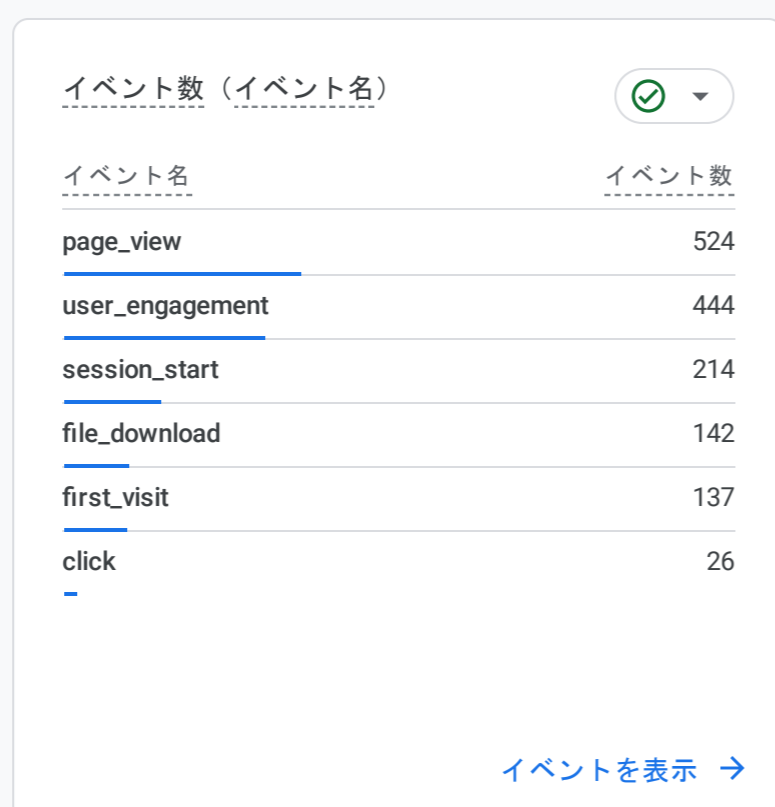 イベント数（イベント名）
イベント名 イベント数
page_view 524
user_engagement 444
session_start 214
file_download 142
first_visit 137
click 26
イベントを表示 →